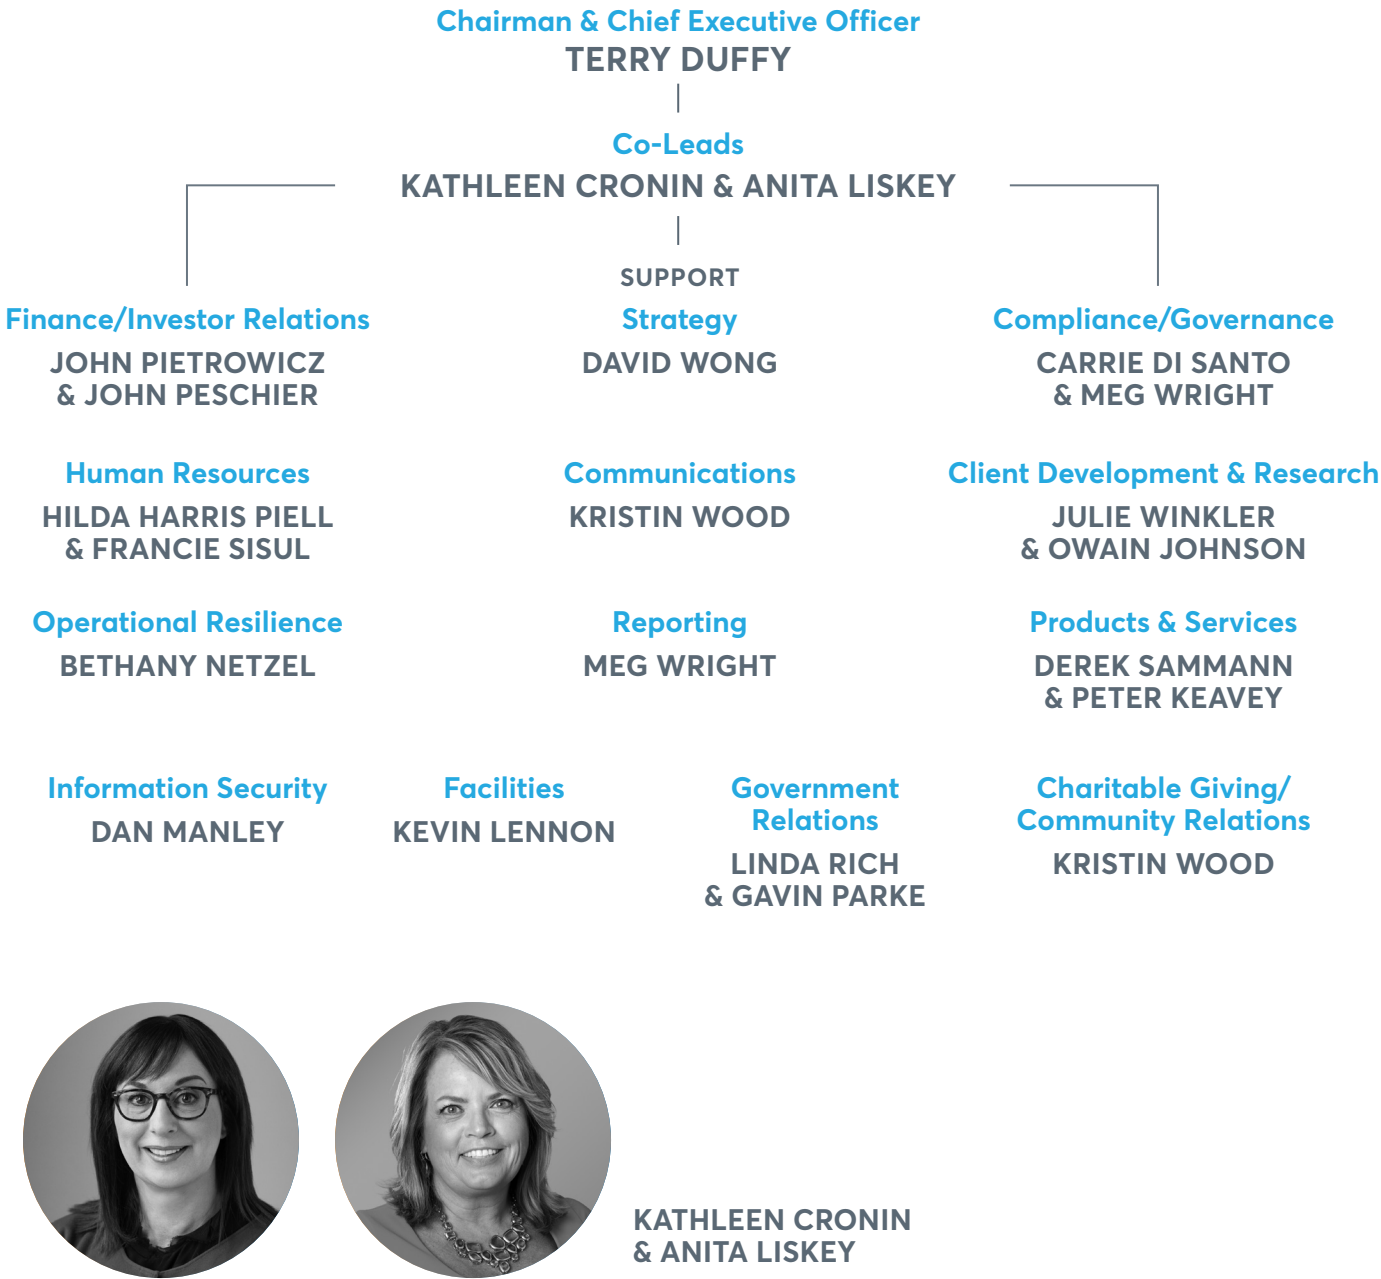 Chairman & Chief Executive Officer
TERRY DUFFY
Co-Leads
KATHLEEN CRONIN & ANITA LISKEY
SUPPORT
Finance/Investor Relations
JOHN PIETROWICZ
& JOHN PESCHIER
Strategy
DAVID WONG
Compliance/Governance
CARRIE DI SANTO
& MEG WRIGHT
Human Resources
HILDA HARRIS PIELL
& FRANCIE SISUL
Communications
KRISTIN WOOD
Client Development & Research
JULIE WINKLER
& OWAIN JOHNSON
Operational Resilience
BETHANY NETZEL
Reporting
MEG WRIGHT
Products & Services
DEREK SAMMANN
& PETER KEAVEY
Information Security
DAN MANLEY
Facilities
KEVIN LENNON
Government
Relations
LINDA RICH
& GAVIN PARKE
Charitable Giving/
Community Relations
KRISTIN WOOD
KATHLEEN CRONIN
& ANITA LISKEY